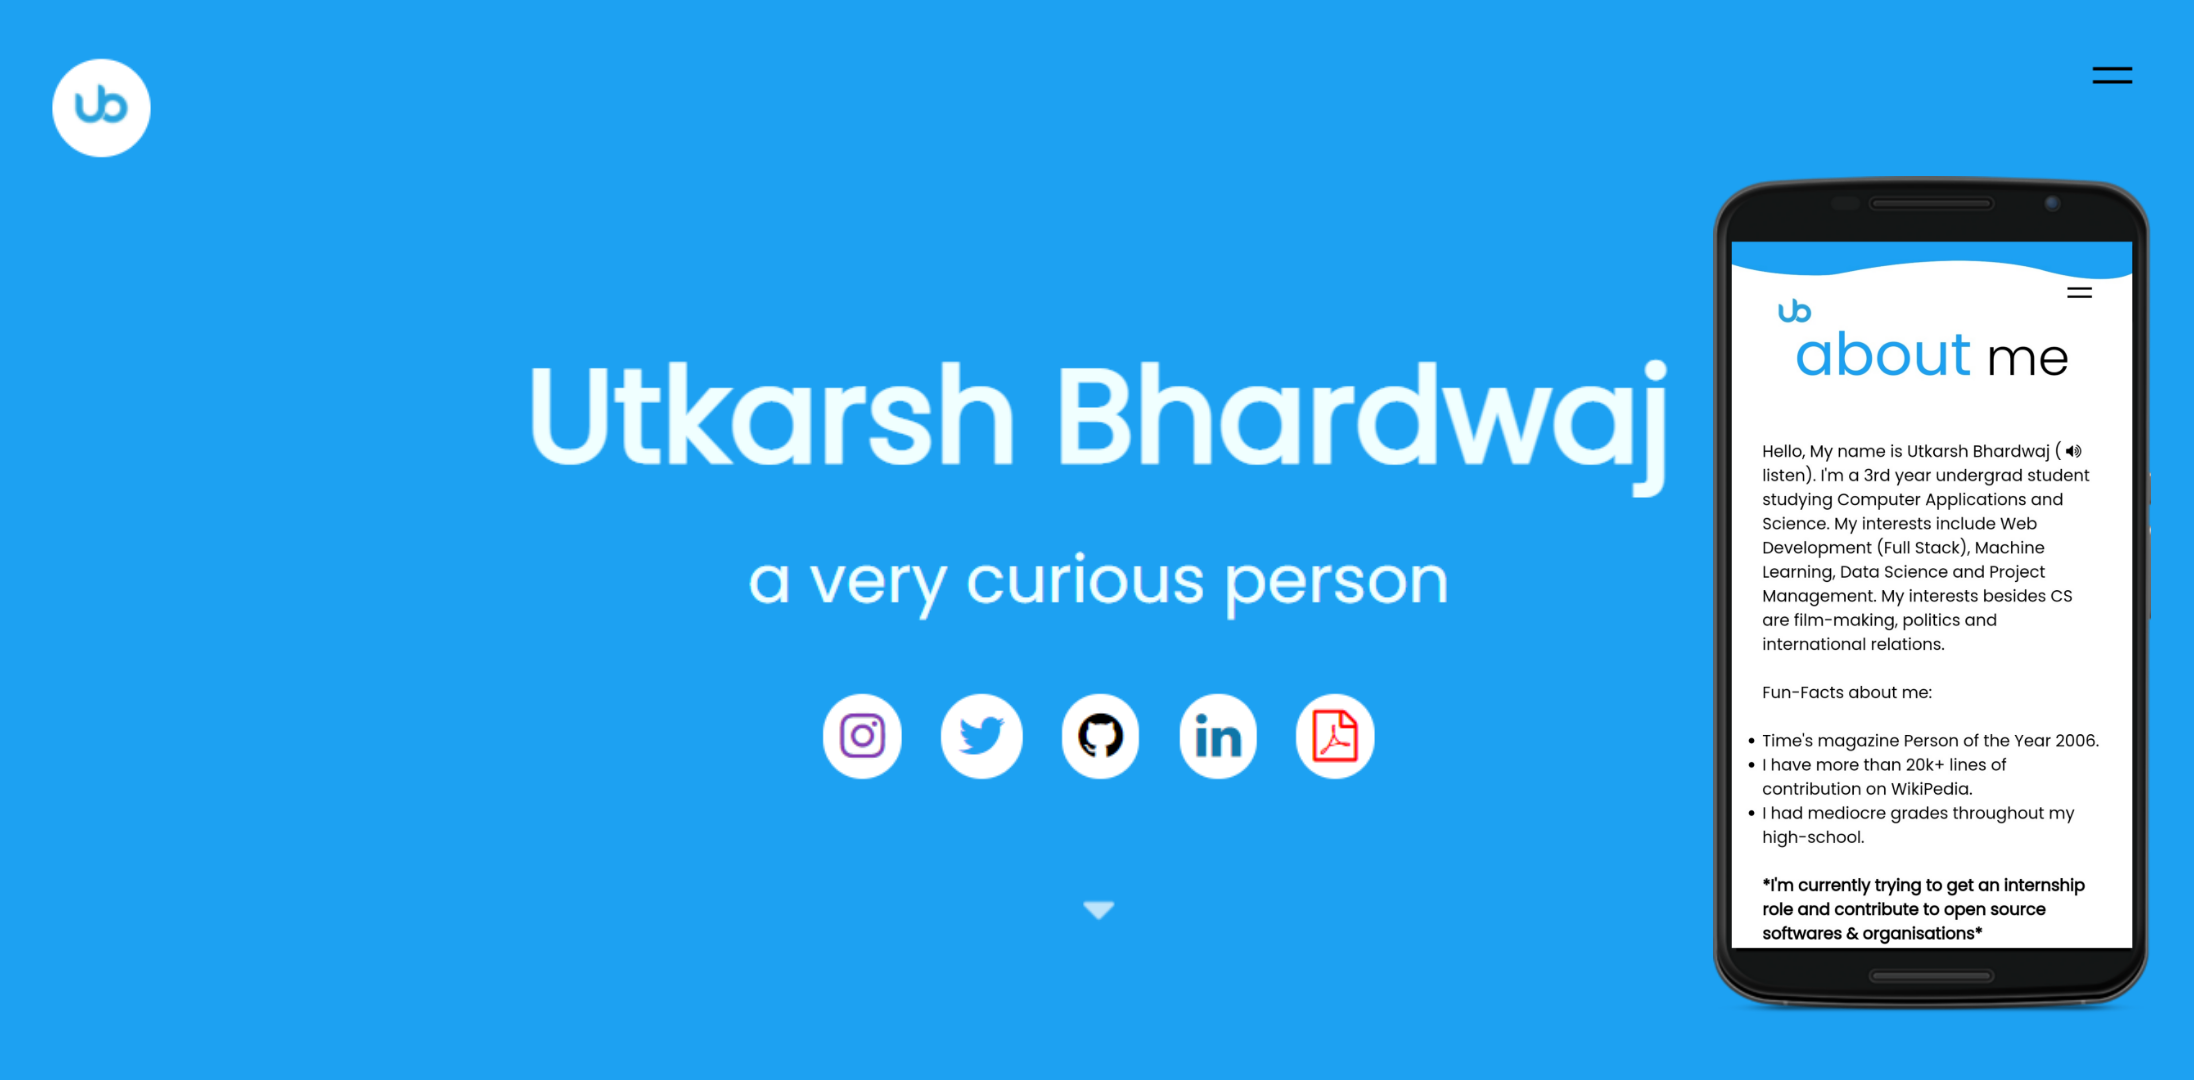 ub
Utkarsh Bhardwaj
a very curious person
in
ub
about me
Hello, My name is Utkarsh Bhardwaj (
listen). I'm a 3rd year undergrad student
studying Computer Applications and
Science. My interests include Web
Development (Full Stack), Machine
Learning, Data Science and Project
Management. My interests besides CS
are film-making, politics and
international relations.
Fun-Facts about me:
• Time's magazine Person of the Year 2006.
• I have more than 20k+ lines of
contribution on WikiPedia.
• I had mediocre grades throughout my
high-school.
*I'm currently trying to get an internship
role and contribute to open source
softwares & organisations*